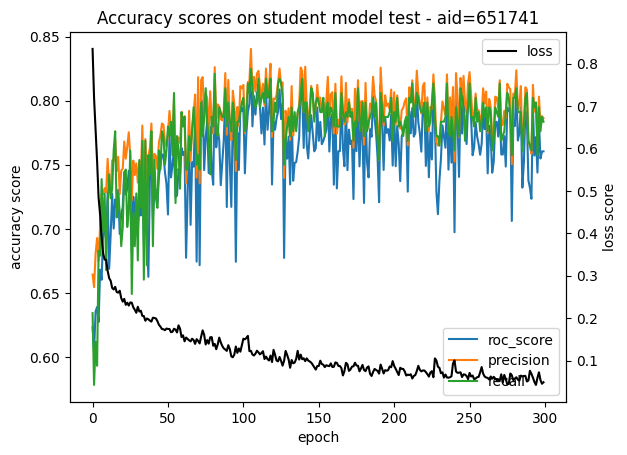 Accuracy scores on student model test - aid=651741
loss
accuracy score
0.85
0.80
0.75
0.70
0.65
0.60
0.8
0.7
0.6
0.5
0.4
0.3
0.2
0.1
loss score
roc_score
precision
recall
0
50
100
150
200
250
300
epoch